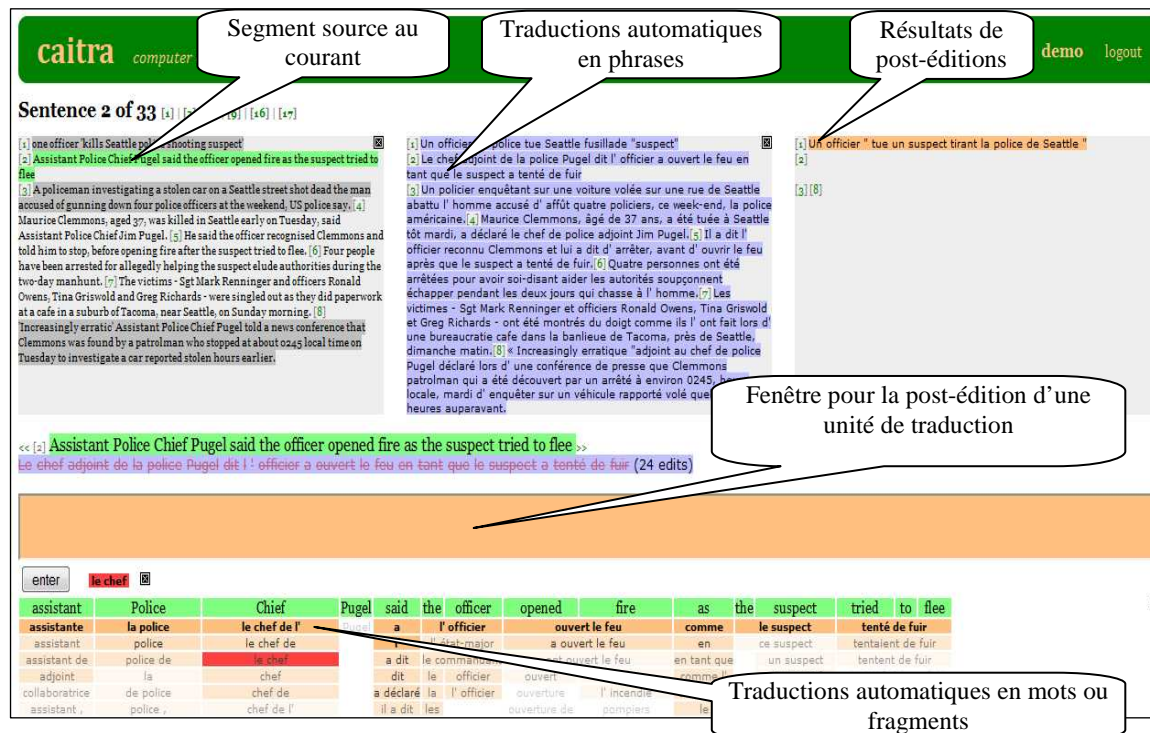 caitra computer
Segment source au
courant
Traductions automatiques
en phrases
Résultats de
post-éditions
demo logout
Sentence 2 of 33 [1] | [9] | [16] | [17]
[1] one officer 'kills Seattle police shooting suspect'
[2] Assistant Police Chief Pugel said the officer opened fire as the suspect tried to
flee
[3] A policeman investigating a stolen car on a Seattle street shot dead the man
accused of gunning down four police officers at the weekend, US police say. [4]
Maurice Clemmons, aged 37, was killed in Seattle early on Tuesday, said
Assistant Police Chief Jim Pugel. [5] He said the officer recognised Clemmons and
told him to stop, before opening fire after the suspect tried to flee. [6] Four people
have been arrested for allegedly helping the suspect elude authorities during the
two-day manhunt. [7] The victims - Sgt Mark Renninger and officers Ronald
Owens, Tina Griswold and Greg Richards - were singled out as they did paperwork
at a cafe in a suburb of Tacoma, near Seattle, on Sunday morning. [8]
'Increasingly erratic' Assistant Police Chief Pugel told a news conference that
Clemmons was found by a patrolman who stopped at about 0245 local time on
Tuesday to investigate a car reported stolen hours earlier.
[1] Un officier police tue Seattle fusillade "suspect"
[2] Le chef adjoint de la police Pugel dit l' officier a ouvert le feu en
tant que le suspect a tenté de fuir
[3] Un policier enquêtant sur une voiture volée sur une rue de Seattle
abattu l' homme accusé d' affût quatre policiers, ce week-end, la police
américaine. [4] Maurice Clemmons, âgé de 37 ans, a été tuée à Seattle
tôt mardi, a déclaré le chef de police adjoint Jim Pugel. [5] Il a dit l'
officier reconnu Clemmons et lui a dit d' arrêter, avant d' ouvrir le feu
après que le suspect a tenté de fuir. [6] Quatre personnes ont été
arrêtées pour avoir soi-disant aider les autorités soupçonnent
échapper pendant les deux jours qui chasse à l' homme. [7] Les
victimes - Sgt Mark Renninger et officiers Ronald Owens, Tina Griswold
et Greg Richards - ont été montrés du doigt comme ils l' ont fait lors d'
une bureaucratie cafe dans la banlieue de Tacoma, près de Seattle,
dimanche matin. [8] « Increasingly erratique "adjoint au chef de police
Pugel déclaré lors d' une conférence de presse que Clemmons
patrolman qui a été découvert par un arrêté à environ 0245,
locale, mardi d' enquêter sur un véhicule rapporté volé
heures auparavant.
[1] Un officier " tue un suspect tirant la police de Seattle "
[2]
[3] [8]
Fenêtre pour la post-édition d'une
unité de traduction
<< [2] Assistant Police Chief Pugel said the officer opened fire as the suspect tried to flee >>
Le chef adjoint de la police Pugel dit l ' officier a ouvert le feu en tant que le suspect a tenté de fuir (24 edits)
enter le chef
assistant Police Chief Pugel said the officer opened fire as the suspect tried to flee
assistante la police le chef de l' Pugel a l' officier ouvert le feu comme le suspect tenté de fuir
assistant police le chef de l' état-major a ouvert le feu en ce suspect tentaient de fuir
assistant de police de le chef a dit le commandant ont ouvert le feu en tant que un suspect tentent de fuir
adjoint la chef dit le officier ouvert comme l'
collaboratrice de police chef de a déclaré la l' officier ouverture l' incendie
assistant , police , chef de l' il a dit les ouverture de pompiers le
Traductions automatiques en mots ou
fragments